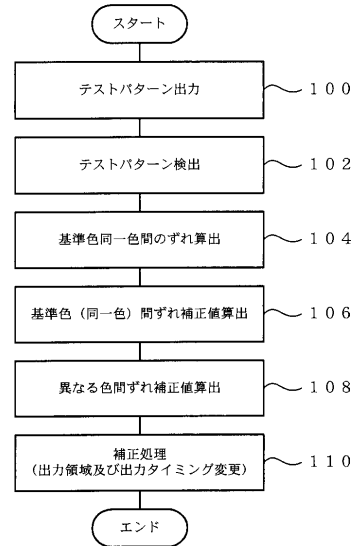 スタート
テストパターン出力
100
テストパターン検出
102
基準色同一色間のずれ算出
104
基準色（同一色）間ずれ補正値算出
106
異なる色間ずれ補正値算出
108
補正処理
（出力領域及び出力タイミング変更）
110
エンド